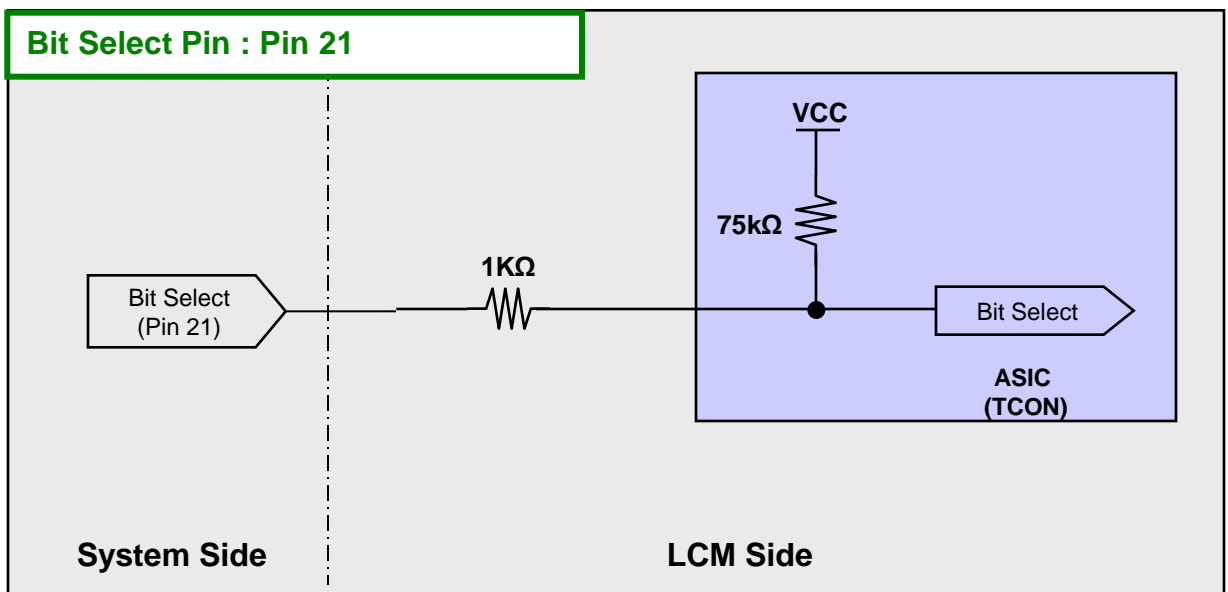 Bit Select Pin : Pin 21
VCC
75kΩ
1KΩ
Bit Select
(Pin 21)
Bit Select
ASIC
(TCON)
System Side
LCM Side